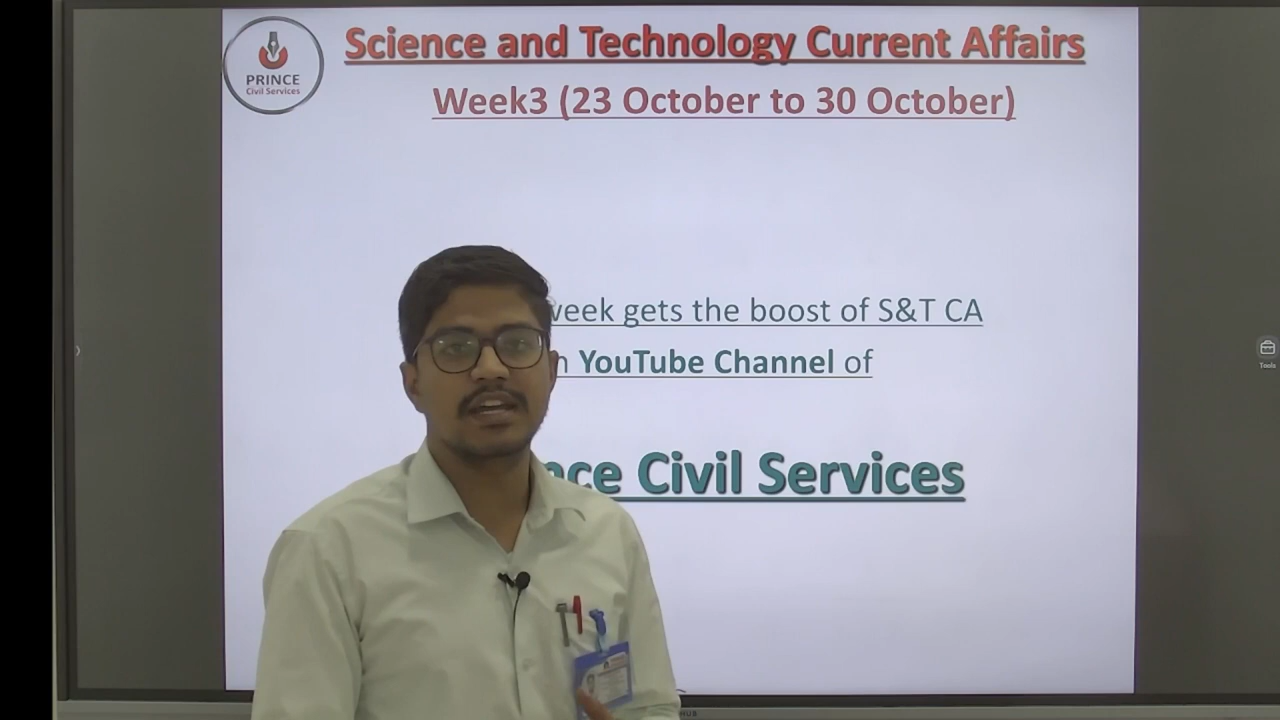 PRINCE
Civil Services
Science and Technology Current Affairs
Week3 (23 October to 30 October)
week gets the boost of S&T CA
YouTube Channel of
Civil Services
Tools